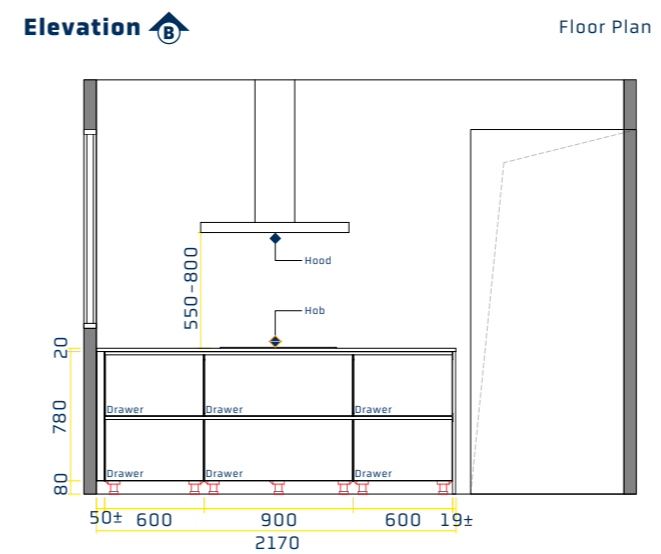 Elevation B
Floor Plan
Hood
550-800
Hob
20
Drawer Drawer Drawer
780
Drawer Drawer Drawer
80
50± 600 900 600 19±
2170